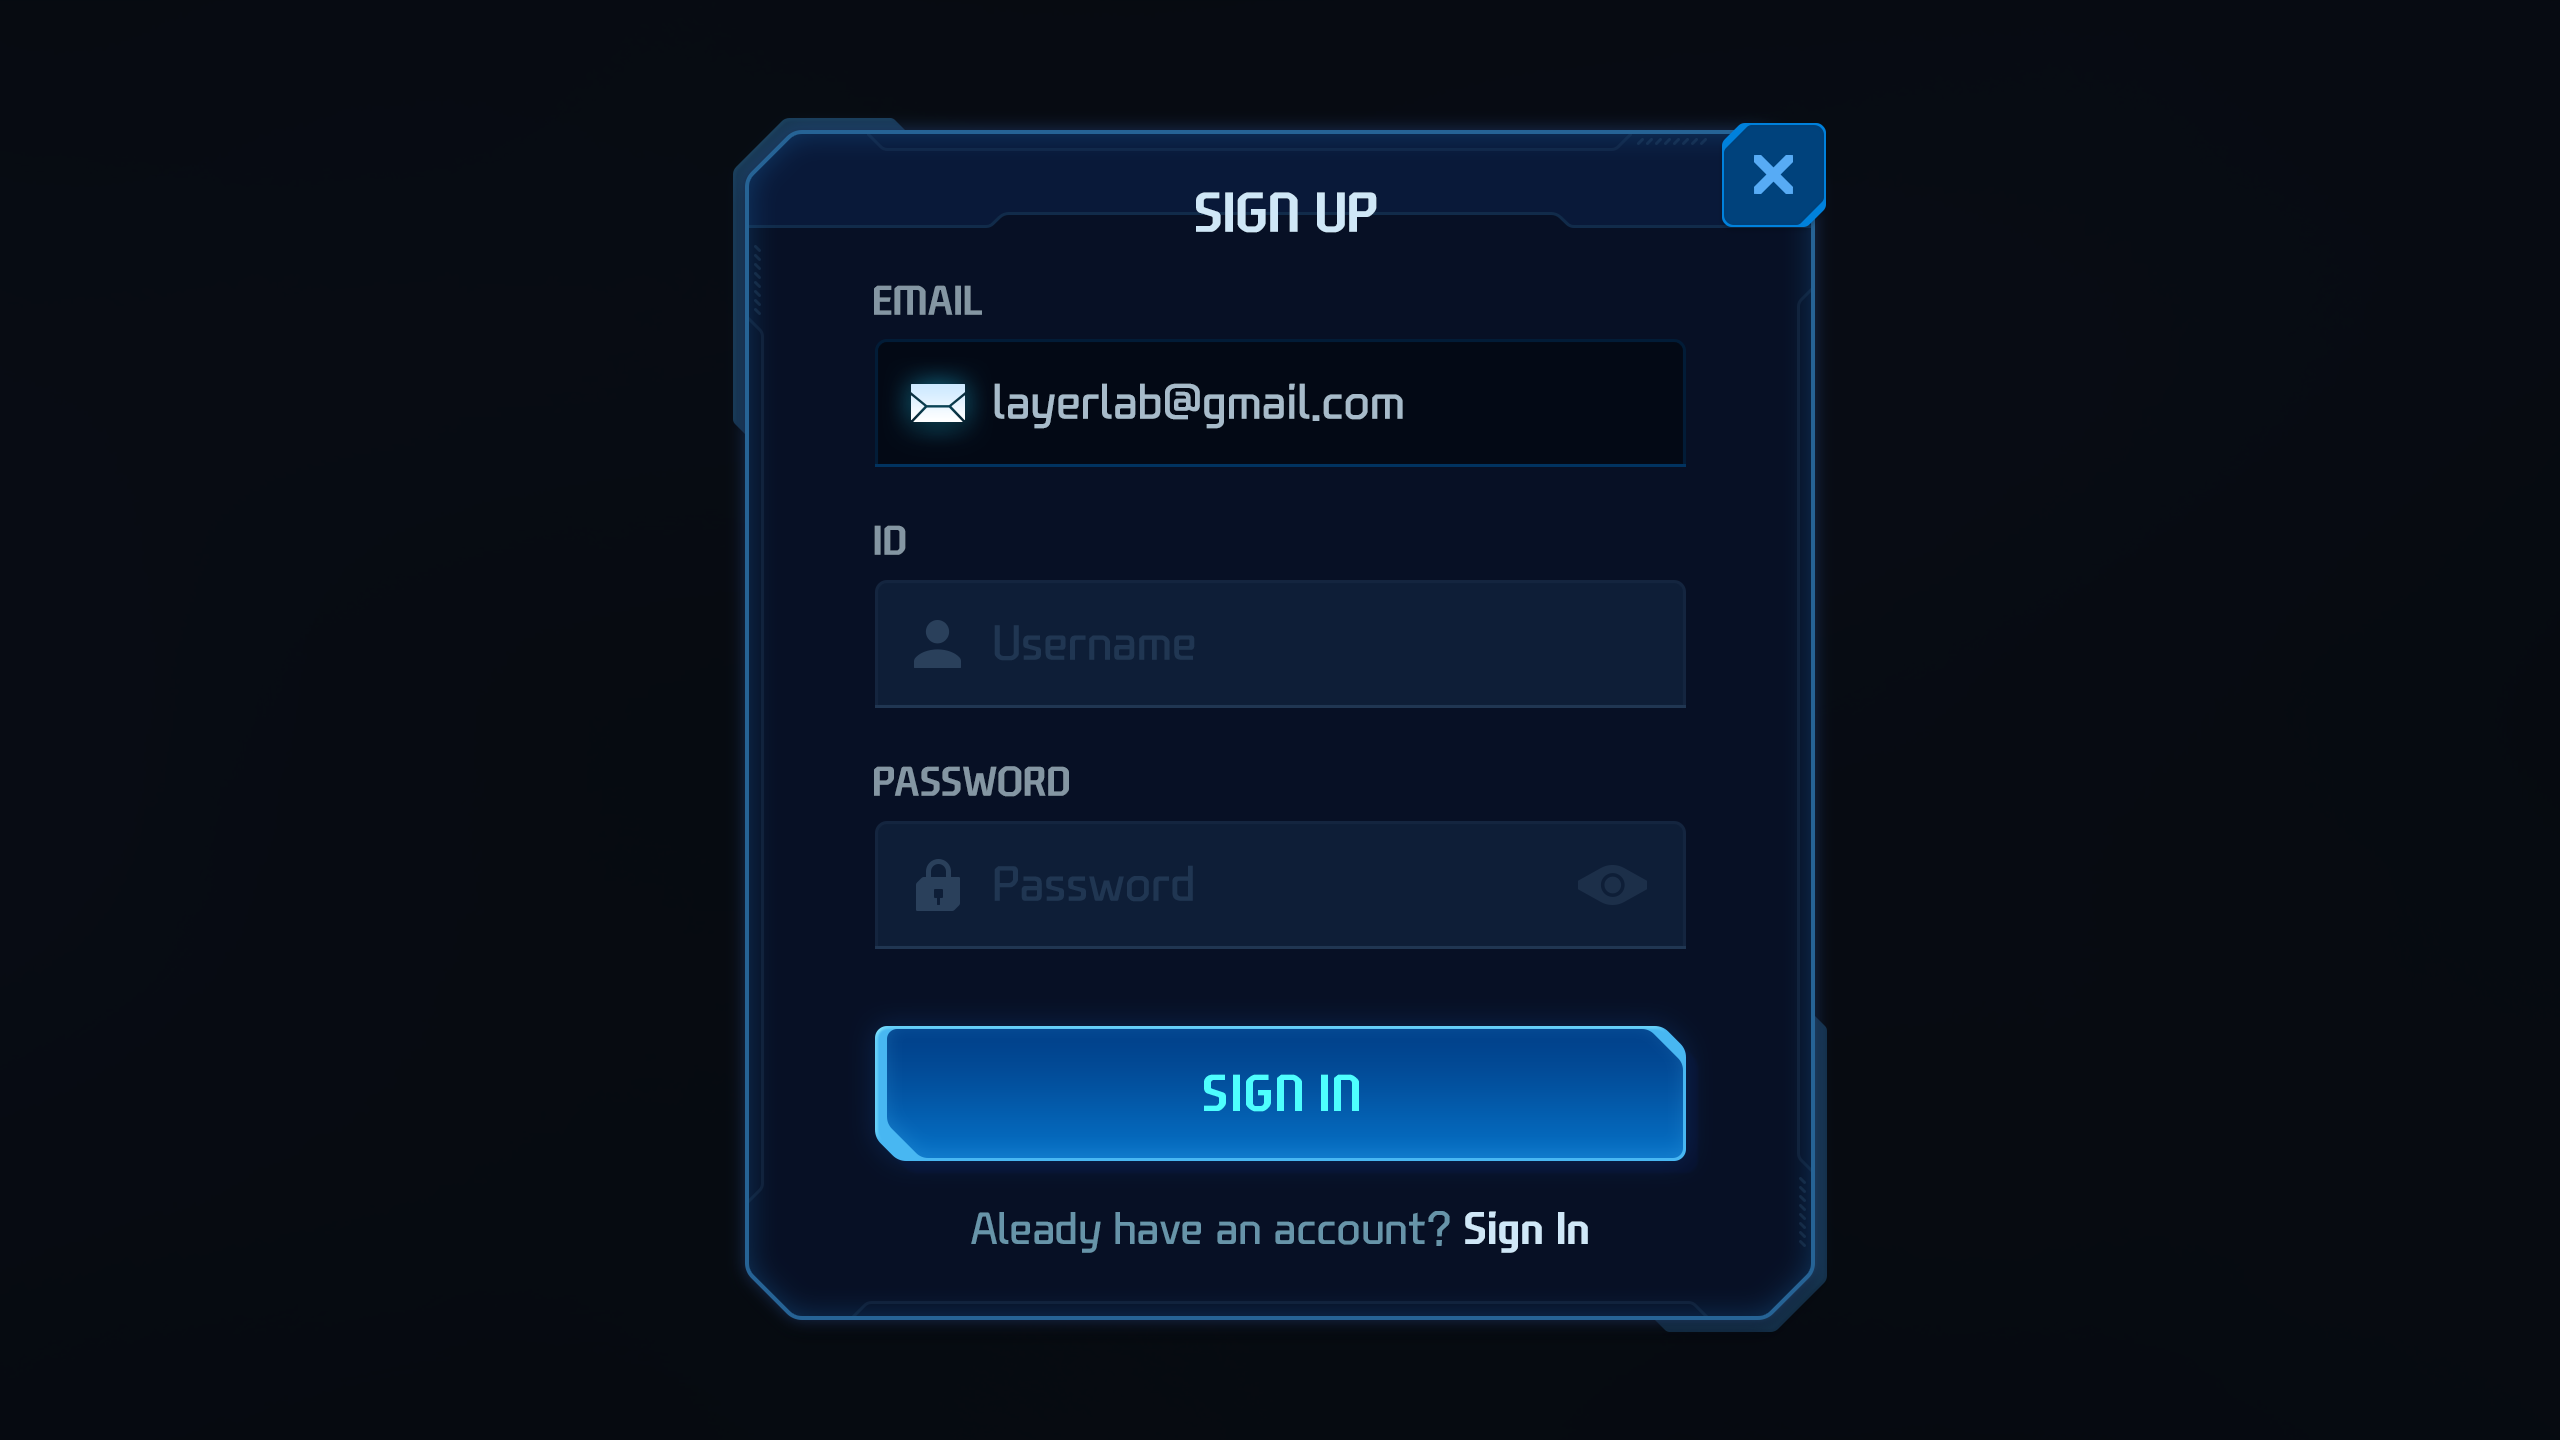 SIGN UP
EMAIL
layerlab@gmail.com
ID
Username
PASSWORD
Password
SIGN IN
Aleady have an account? Sign In